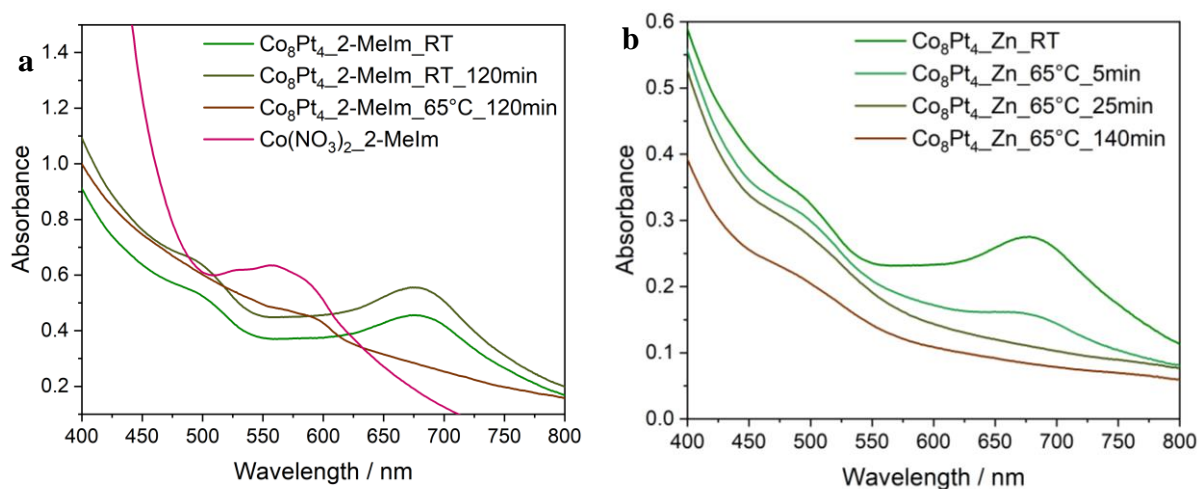 a
Co₈Pt₄_2-MeIm_RT
Co₈Pt₄_2-MeIm_RT_120min
Co₈Pt₄_2-MeIm_65°C_120min
Co(NO₃)₂_2-MeIm
1.4
1.2
1.0
0.8
0.6
0.4
0.2
Absorbance
400 450 500 550 600 650 700 750 800
Wavelength / nm
b
Co₈Pt₄_Zn_RT
Co₈Pt₄_Zn_65°C_5min
Co₈Pt₄_Zn_65°C_25min
Co₈Pt₄_Zn_65°C_140min
0.6
0.5
0.4
0.3
0.2
0.1
0.0
Absorbance
400 450 500 550 600 650 700 750 800
Wavelength / nm